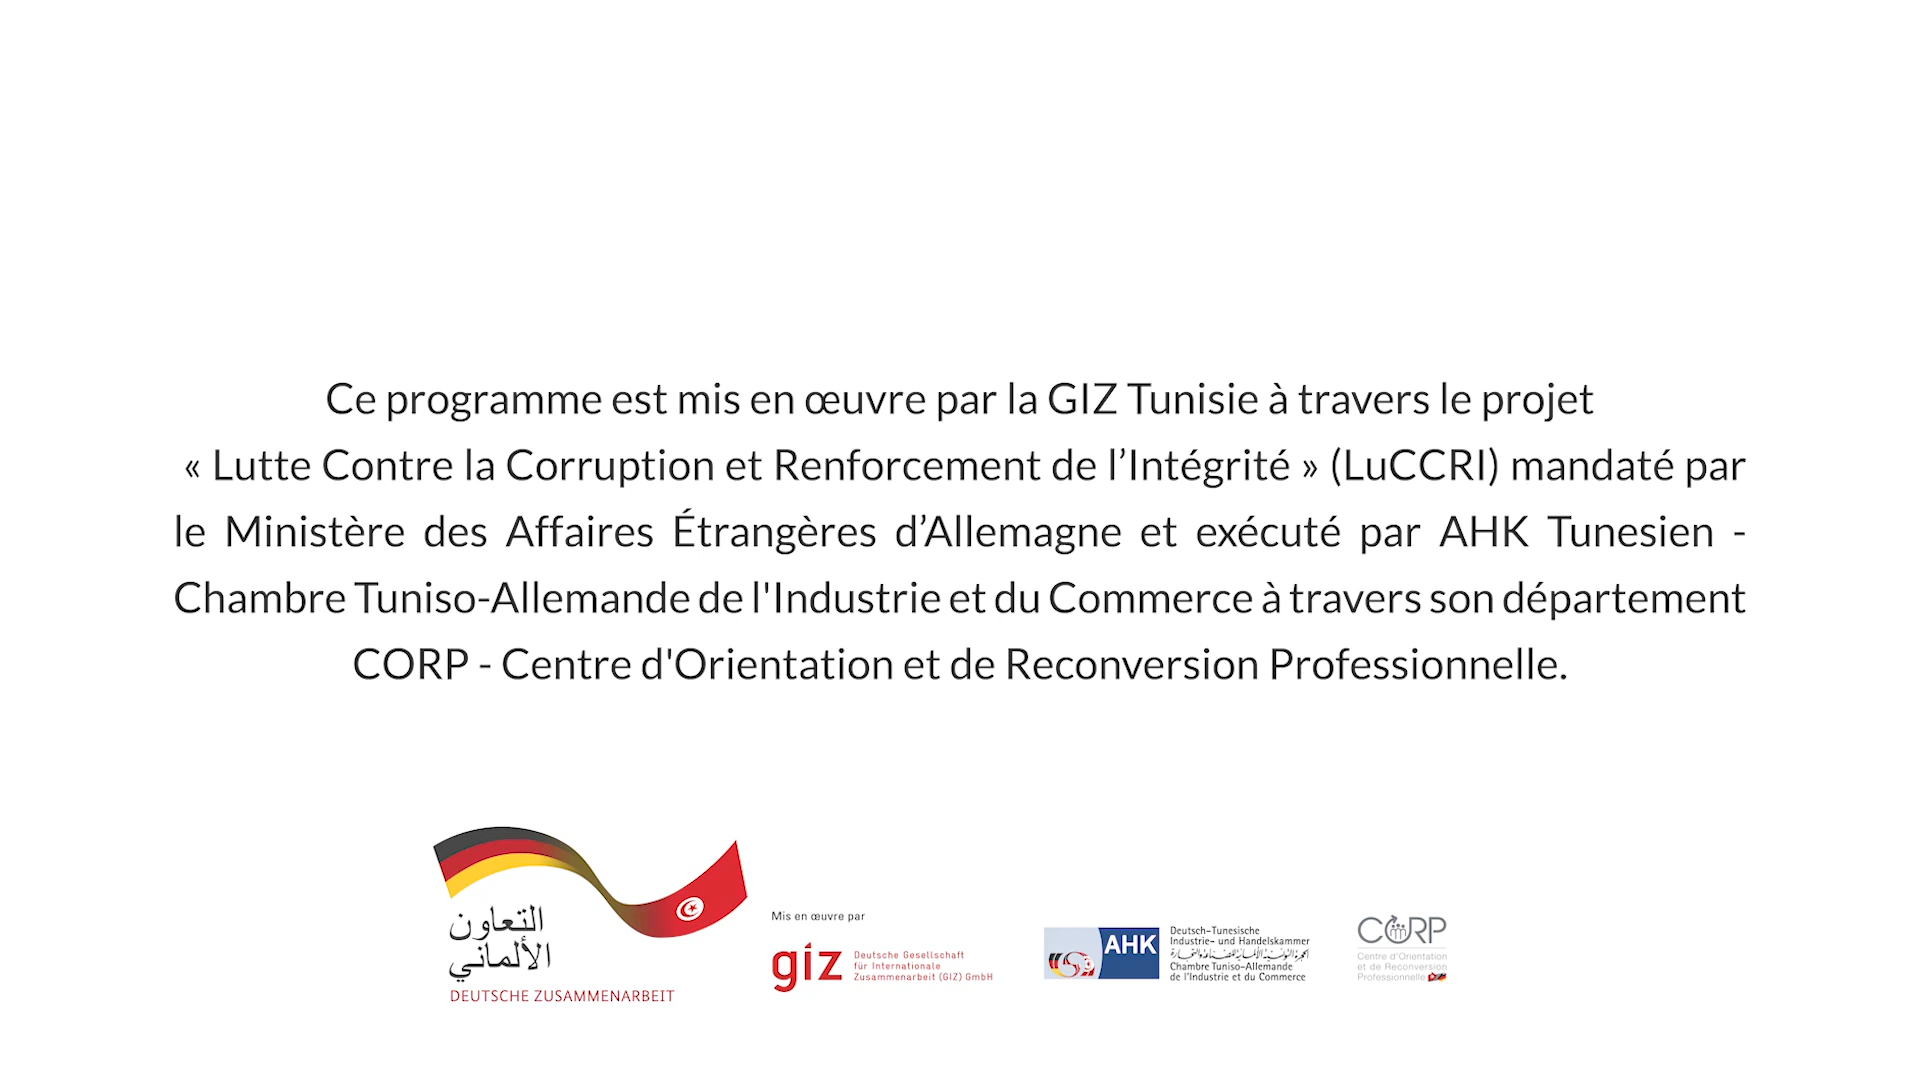 Ce programme est mis en œuvre par la GIZ Tunisie à travers le projet
« Lutte Contre la Corruption et Renforcement de l’Intégrité » (LuCCRI) mandaté par
le Ministère des Affaires Étrangères d’Allemagne et exécuté par AHK Tunesien -
Chambre Tuniso-Allemande de l'Industrie et du Commerce à travers son département
CORP - Centre d'Orientation et de Reconversion Professionnelle.
التعاون
الألماني
DEUTSCHE ZUSAMMENARBEIT
Mis en œuvre par
giz
Deutsche Gesellschaft
für Internationale
Zusammenarbeit (GIZ) GmbH
AHK
Deutsch-Tunesische
Industrie- und Handelskammer
Chambre Tuniso-Allemande
de l'Industrie et du Commerce
CORP
Centre d'Orientation
et de Reconversion
Professionnelle